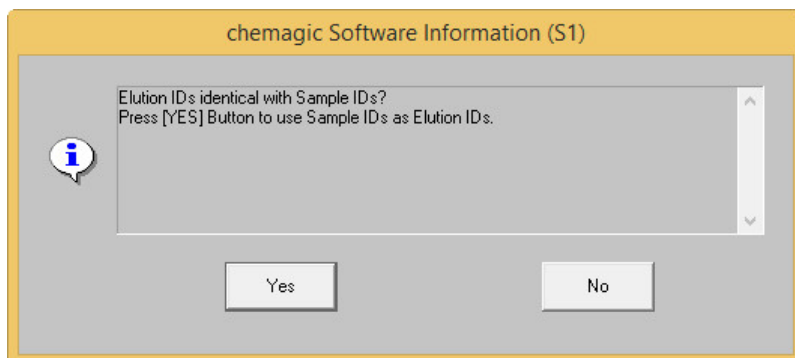 chemagic Software Information (S1)
Elution IDs identical with Sample IDs?
Press [YES] Button to use Sample IDs as Elution IDs.
Yes
No